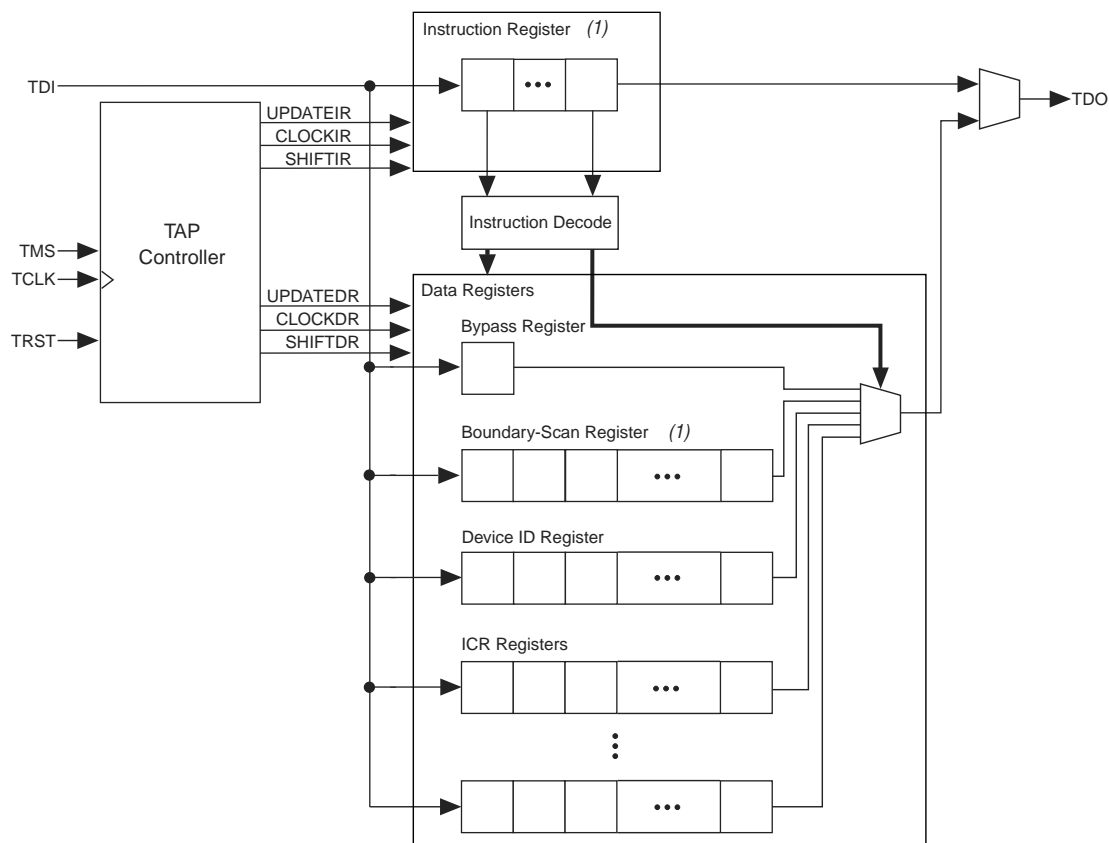 Instruction Register (1)
TDI
TDO
UPDATEIR
CLOCKIR
SHIFTIR
TAP
Controller
Instruction Decode
TMS
TCLK
TRST
UPDATEDR
CLOCKDR
SHIFTDR
Data Registers
Bypass Register
Boundary-Scan Register (1)
Device ID Register
ICR Registers